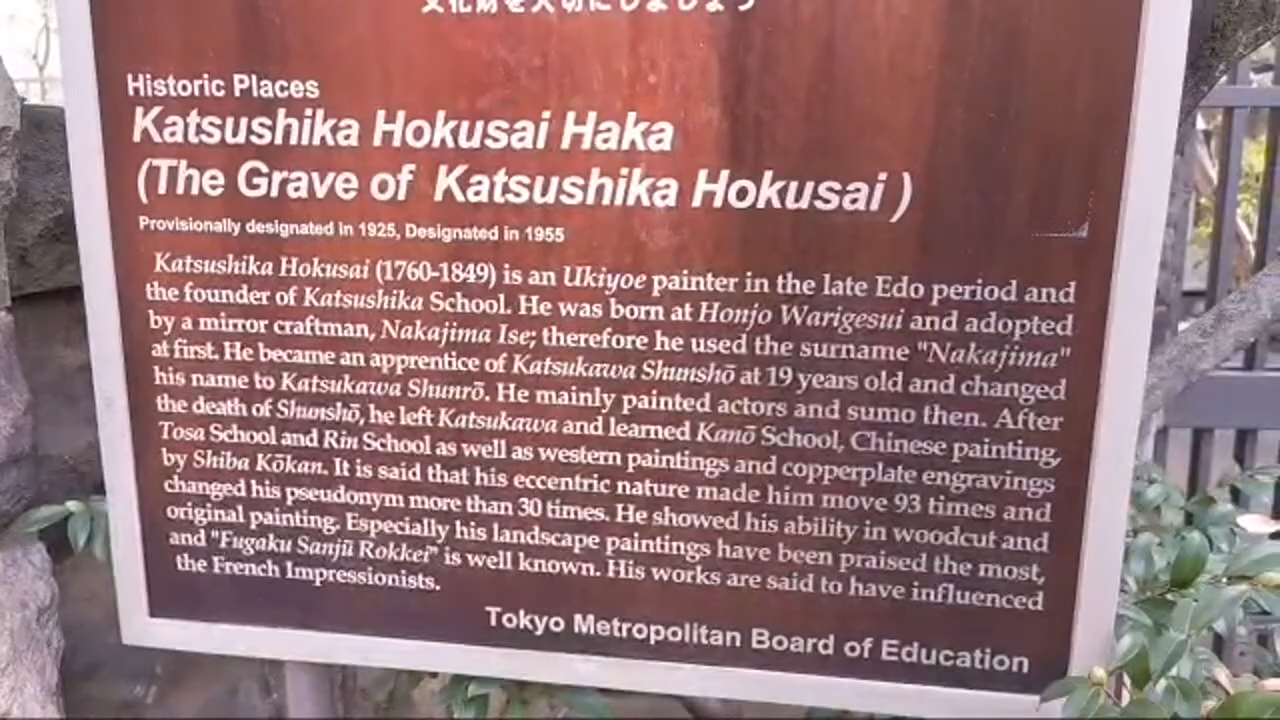 文化財を大切にしましょう
Historic Places
Katsushika Hokusai Haka
(The Grave of Katsushika Hokusai )
Provisionally designated in 1925, Designated in 1955
Katsushika Hokusai (1760-1849) is an Ukiyoe painter in the late Edo period and
the founder of Katsushika School. He was born at Honjo Warigesui and adopted
by a mirror craftman, Nakajima Ise; therefore he used the surname "Nakajima"
at first. He became an apprentice of Katsukawa Shunshō at 19 years old and changed
his name to Katsukawa Shunrō. He mainly painted actors and sumo then. After
the death of Shunshō, he left Katsukawa and learned Kanō School, Chinese painting,
Tosa School and Rin School as well as western paintings and copperplate engravings
by Shiba Kōkan. It is said that his eccentric nature made him move 93 times and
changed his pseudonym more than 30 times. He showed his ability in woodcut and
original painting. Especially his landscape paintings have been praised the most,
and "Fugaku Sanjū Rokkei" is well known. His works are said to have influenced
the French Impressionists.
Tokyo Metropolitan Board of Education